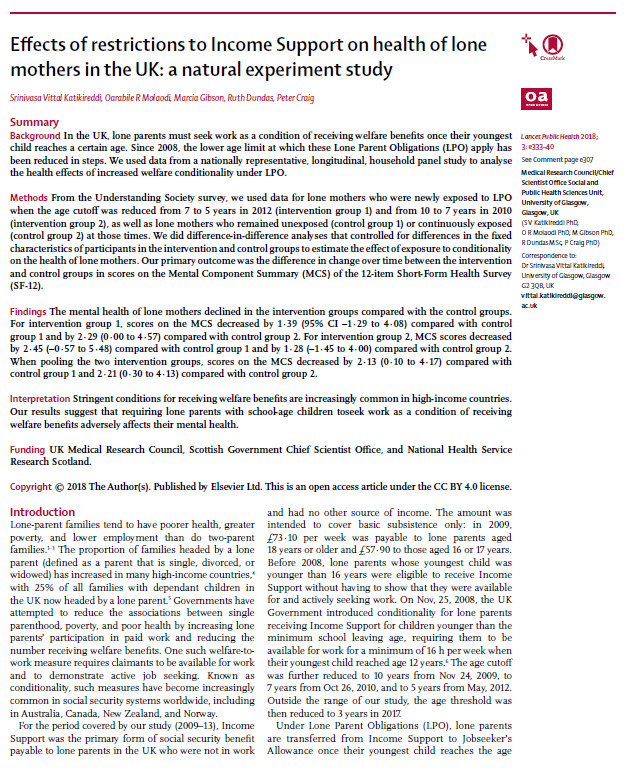 Effects of restrictions to Income Support on health of lone
mothers in the UK: a natural experiment study
CrossMark
Srinivasa Vittal Katikireddi, Oarabile R Molaodi, Marcia Gibson, Ruth Dundas, Peter Craig
oa
OPEN ACCESS
Summary
Background In the UK, lone parents must seek work as a condition of receiving welfare benefits once their youngest
child reaches a certain age. Since 2008, the lower age limit at which these Lone Parent Obligations (LPO) apply has
been reduced in steps. We used data from a nationally representative, longitudinal, household panel study to analyse
the health effects of increased welfare conditionality under LPO.
Methods From the Understanding Society survey, we used data for lone mothers who were newly exposed to LPO
when the age cutoff was reduced from 7 to 5 years in 2012 (intervention group 1) and from 10 to 7 years in 2010
(intervention group 2), as well as lone mothers who remained unexposed (control group 1) or continuously exposed
(control group 2) at those times. We did difference-in-difference analyses that controlled for differences in the fixed
characteristics of participants in the intervention and control groups to estimate the effect of exposure to conditionality
on the health of lone mothers. Our primary outcome was the difference in change over time between the intervention
and control groups in scores on the Mental Component Summary (MCS) of the 12-item Short-Form Health Survey
(SF-12).
Findings The mental health of lone mothers declined in the intervention groups compared with the control groups.
For intervention group 1, scores on the MCS decreased by 1·39 (95% CI –1·29 to 4·08) compared with control
group 1 and by 2·29 (0·00 to 4·57) compared with control group 2. For intervention group 2, MCS scores decreased
by 2·45 (–0·57 to 5·48) compared with control group 1 and by 1·28 (–1·45 to 4·00) compared with control group 2.
When pooling the two intervention groups, scores on the MCS decreased by 2·13 (0·10 to 4·17) compared with
control group 1 and 2·21 (0·30 to 4·13) compared with control group 2.
Interpretation Stringent conditions for receiving welfare benefits are increasingly common in high-income countries.
Our results suggest that requiring lone parents with school-age children toseek work as a condition of receiving
welfare benefits adversely affects their mental health.
Funding UK Medical Research Council, Scottish Government Chief Scientist Office, and National Health Service
Research Scotland.
Copyright © 2018 The Author(s). Published by Elsevier Ltd. This is an open access article under the CC BY 4.0 license.
Lancet Public Health 2018;
3: e333–40
See Comment page e307
Medical Research Council/Chief
Scientist Office Social and
Public Health Sciences Unit,
University of Glasgow,
Glasgow, UK
(S V Katikireddi PhD,
O R Molaodi PhD, M Gibson PhD,
R Dundas MSc, P Craig PhD)
Correspondence to:
Dr Srinivasa Vittal Katikireddi,
University of Glasgow, Glasgow
G2 3QB, UK
vittal.katikireddi@glasgow.
ac.uk
Introduction
Lone-parent families tend to have poorer health, greater
poverty, and lower employment than do two-parent
families.1–3 The proportion of families headed by a lone
parent (defined as a parent that is single, divorced, or
widowed) has increased in many high-income countries,4
with 25% of all families with dependant children in
the UK now headed by a lone parent.5 Governments have
attempted to reduce the associations between single
parenthood, poverty, and poor health by increasing lone
parents’ participation in paid work and reducing the
number receiving welfare benefits. One such welfare-to-
work measure requires claimants to be available for work
and to demonstrate active job seeking. Known as
conditionality, such measures have become increasingly
common in social security systems worldwide, including
in Australia, Canada, New Zealand, and Norway.
For the period covered by our study (2009–13), Income
Support was the primary form of social security benefit
payable to lone parents in the UK who were not in work
and had no other source of income. The amount was
intended to cover basic subsistence only: in 2009,
£73·10 per week was payable to lone parents aged
18 years or older and £57·90 to those aged 16 or 17 years.
Before 2008, lone parents whose youngest child was
younger than 16 years were eligible to receive Income
Support without having to show that they were available
for and actively seeking work. On Nov, 25, 2008, the UK
Government introduced conditionality for lone parents
receiving Income Support for children younger than the
minimum school leaving age, requiring them to be
available for work for a minimum of 16 h per week when
their youngest child reached age 12 years.6 The age cutoff
was further reduced to 10 years from Nov 24, 2009, to
7 years from Oct 26, 2010, and to 5 years from May, 2012.
Outside the range of our study, the age threshold was
then reduced to 3 years in 2017.
Under Lone Parent Obligations (LPO), lone parents
are transferred from Income Support to Jobseeker’s
Allowance once their youngest child reaches the age